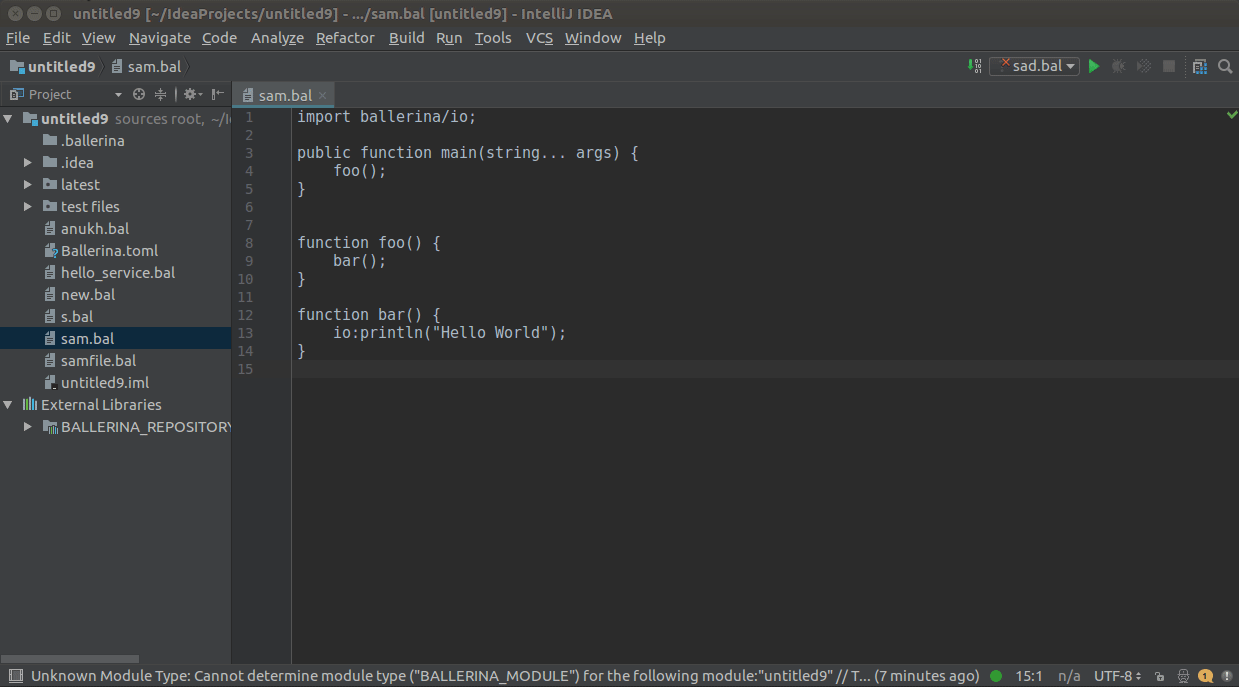 untitled9 [~/IdeaProjects/untitled9] - .../sam.bal [untitled9] - IntelliJ IDEA
File Edit View Navigate Code Analyze Refactor Build Run Tools VCS Window Help
untitled9 sam.bal sad.bal
Project
sam.bal
untitled9 sources root, ~/I
.ballerina
.idea
latest
test files
anukh.bal
Ballerina.toml
hello_service.bal
new.bal
s.bal
sam.bal
samfile.bal
untitled9.iml
External Libraries
BALLERINA_REPOSITORY
1 import ballerina/io;
2
3 public function main(string... args) {
4 foo();
5 }
6
7
8 function foo() {
9 bar();
10 }
11
12 function bar() {
13 io:println("Hello World");
14 }
15
Unknown Module Type: Cannot determine module type ("BALLERINA_MODULE") for the following module:"untitled9" // T... (7 minutes ago) 15:1 n/a UTF-8 1